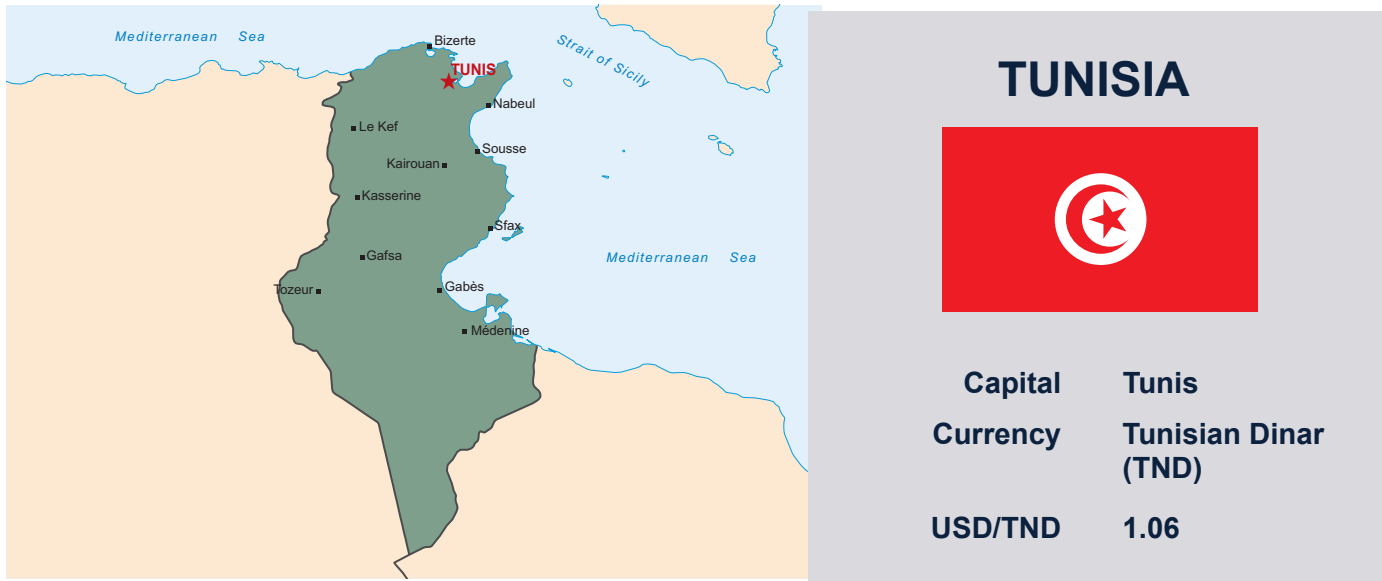 Mediterranean Sea
Bizerte
Strait of Sicily
TUNIS
Nabeul
Le Kef
Sousse
Kairouan
Kasserine
Sfax
Gafsa
Mediterranean Sea
Tozeur
Gabès
Médenine
TUNISIA
Capital Tunis
Currency Tunisian Dinar
(TND)
USD/TND 1.06